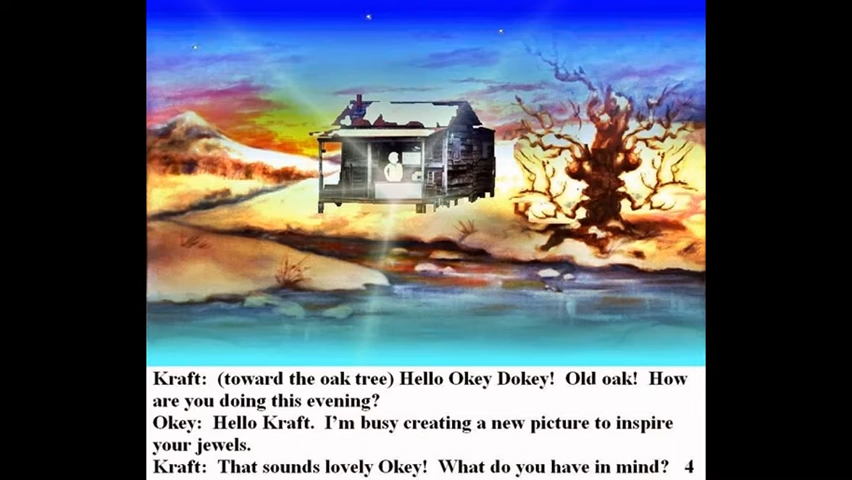 Kraft:  (toward the oak tree) Hello Okey Dokey!  Old oak!  How
are you doing this evening?
Okey:  Hello Kraft.  I'm busy creating a new picture to inspire
your jewels.
Kraft:  That sounds lovely Okey!  What do you have in mind?   4